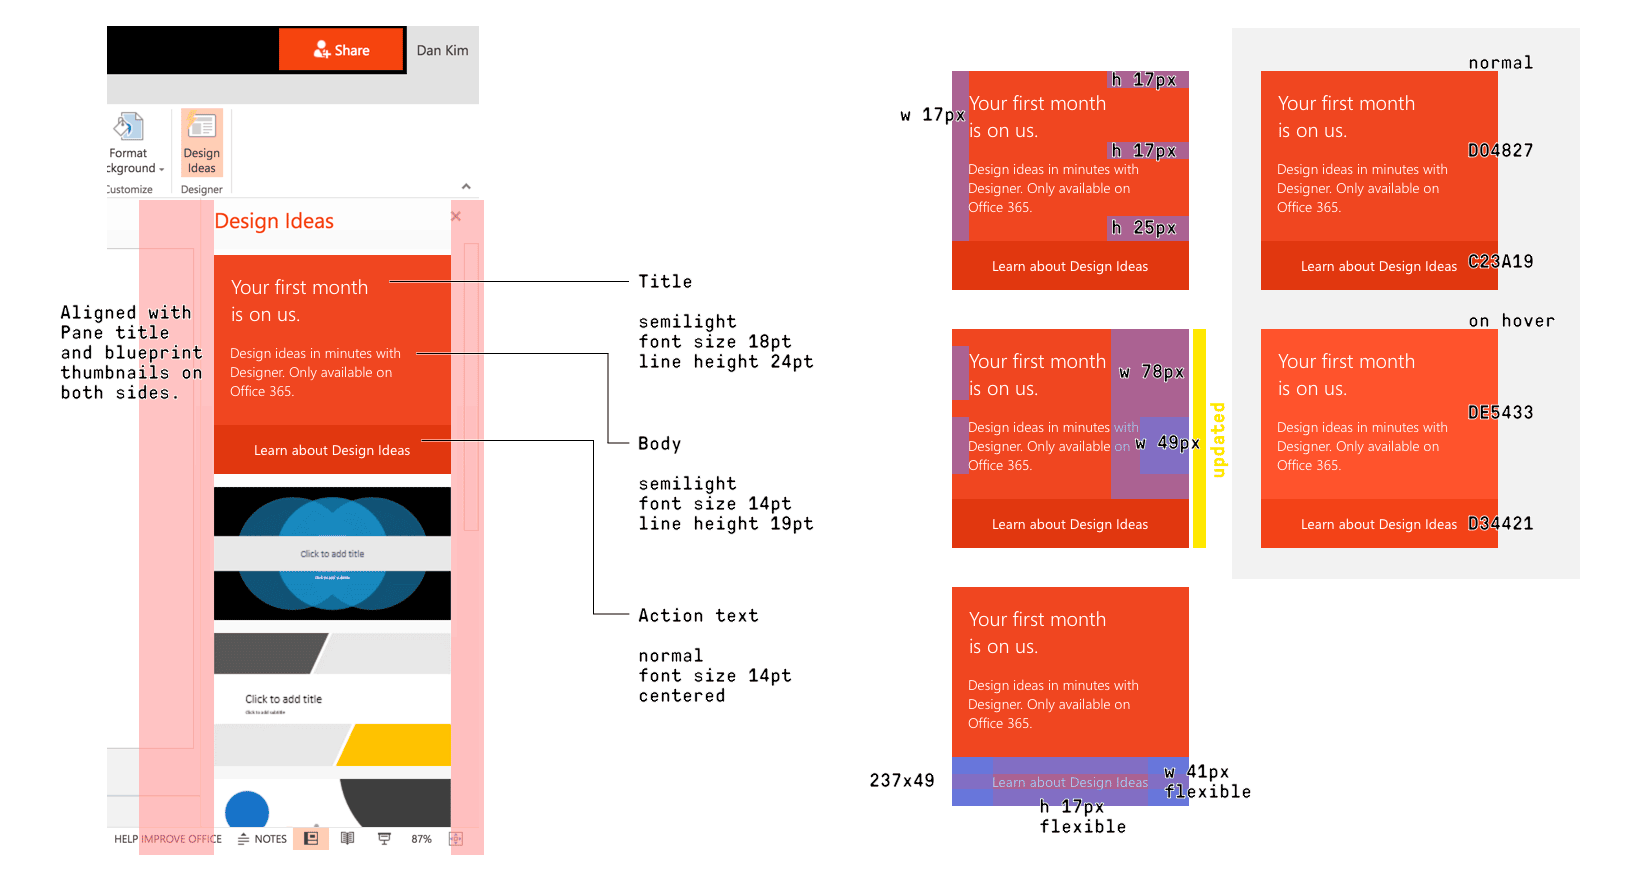 Share
Dan Kim
Format
ckground
Design
Ideas
Customize
Designer
Design Ideas
Your first month
is on us.
Design ideas in minutes with
Designer. Only available on
Office 365.
Learn about Design Ideas
Click to add title
Click to add subtitle
Click to add title
Click to add subtitle
HELP IMPROVE OFFICE
NOTES
87%
Aligned with
Pane title
and blueprint
thumbnails on
both sides.
Title
semilight
font size 18pt
line height 24pt
Body
semilight
font size 14pt
line height 19pt
Action text
normal
font size 14pt
centered
h 17px
w 17px
Your first month
is on us.
h 17px
Design ideas in minutes with
Designer. Only available on
Office 365.
h 25px
Learn about Design Ideas
normal
Your first month
is on us.
D04827
Design ideas in minutes with
Designer. Only available on
Office 365.
Learn about Design Ideas
C23A19
Your first month
is on us.
w 78px
Design ideas in minutes with
Designer. Only available on
Office 365.
w 49px
Learn about Design Ideas
updated
on hover
Your first month
is on us.
DE5433
Design ideas in minutes with
Designer. Only available on
Office 365.
Learn about Design Ideas
D34421
Your first month
is on us.
Design ideas in minutes with
Designer. Only available on
Office 365.
237x49
Learn about Design Ideas
w 41px
flexible
h 17px
flexible